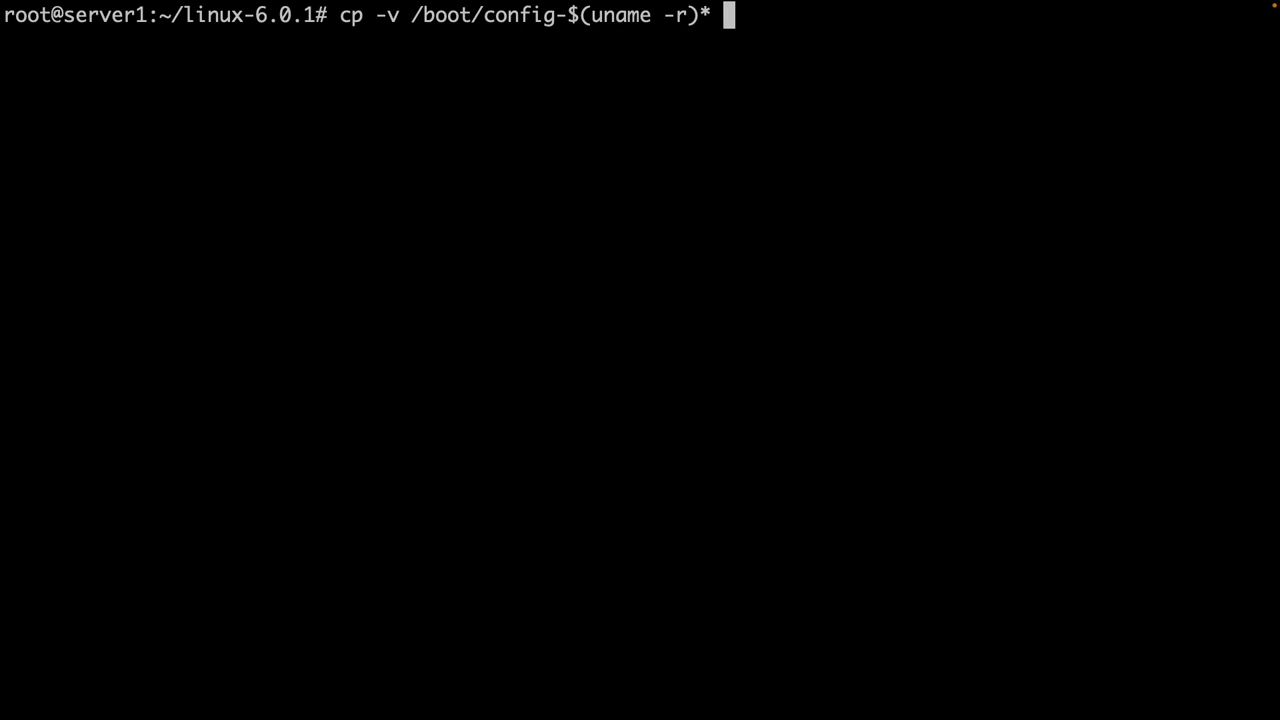 root@server1:~/linux-6.0.1# cp -v /boot/config-$(uname -r)*